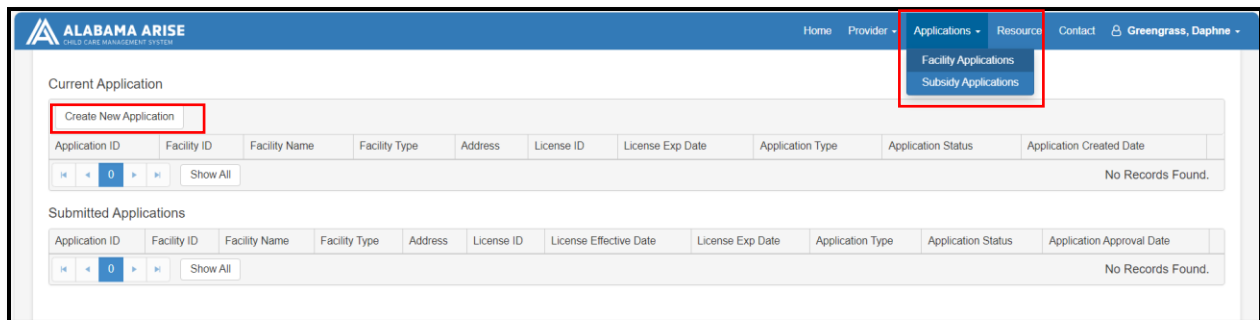 ALABAMA ARISE
CHILD CARE MANAGEMENT SYSTEM
Home Provider Applications Resource Contact Greengrass, Daphne
Facility Applications
Subsidy Applications
Current Application
Create New Application
Application ID Facility ID Facility Name Facility Type Address License ID License Exp Date Application Type Application Status Application Created Date
0 Show All No Records Found.
Submitted Applications
Application ID Facility ID Facility Name Facility Type Address License ID License Effective Date License Exp Date Application Type Application Status Application Approval Date
0 Show All No Records Found.